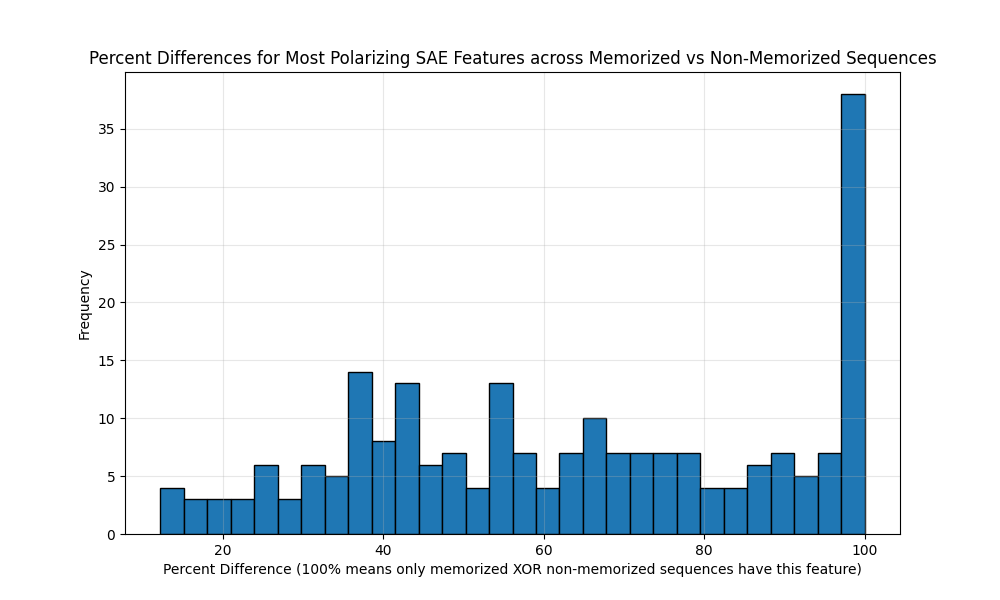 Percent Differences for Most Polarizing SAE Features across Memorized vs Non-Memorized Sequences
Frequency
35
30
25
20
15
10
5
0
20 40 60 80 100
Percent Difference (100% means only memorized XOR non-memorized sequences have this feature)